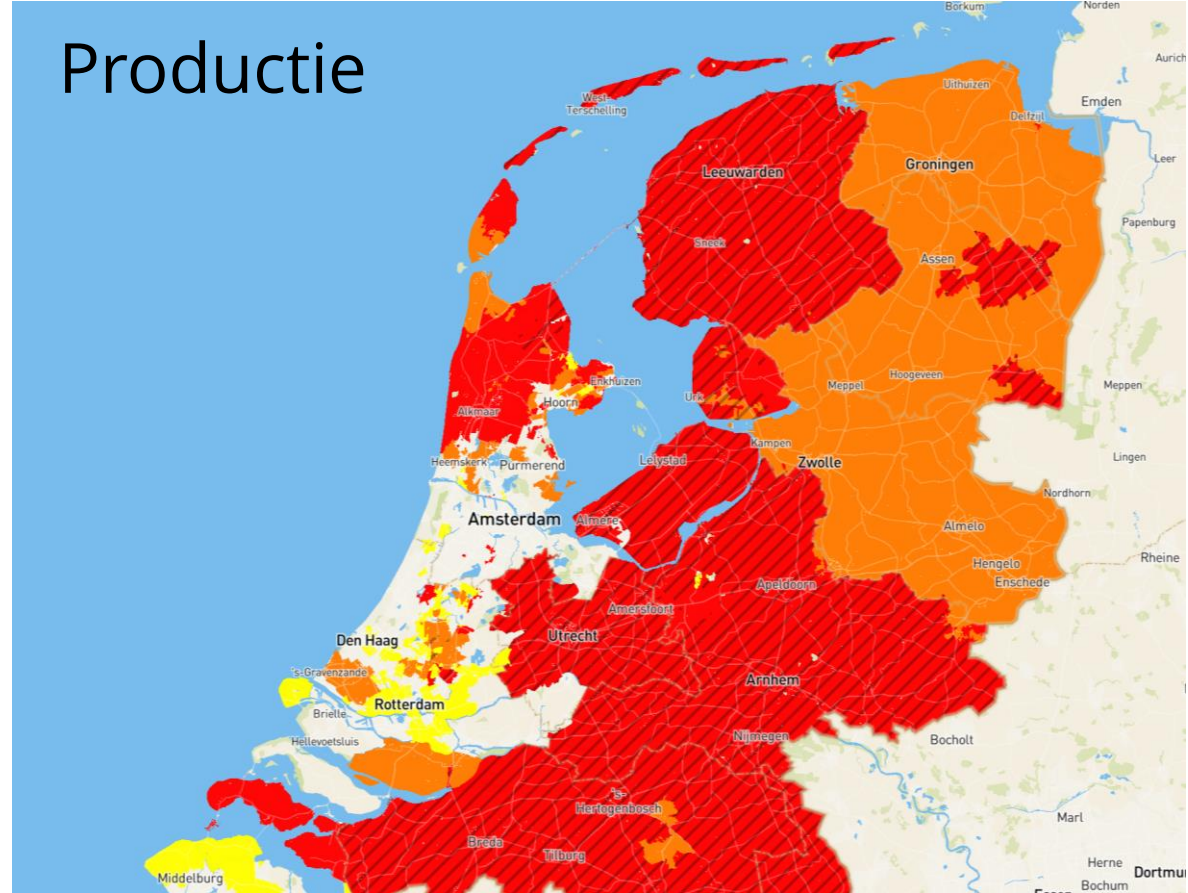 Productie
Borkum
Norden
Aurich
Uithuizen
West-
Terschelling
Emden
Delfzijl
Leer
Groningen
Leeuwarden
Papenburg
Sneek
Assen
Hoogeveen
Meppel
Meppen
Enkhuizen
Urk
Hoorn
Alkmaar
Kampen
Lingen
Heemskerk
Purmerend
Lelystad
Zwolle
Nordhorn
Amsterdam
Almere
Almelo
Rheine
Hengelo
Enschede
Apeldoorn
Amersfoort
Den Haag
Utrecht
's-Gravenzande
Arnhem
Rotterdam
Brielle
Hellevoetsluis
Nijmegen
Bocholt
's-
Hertogenbosch
Marl
Breda
Tilburg
Herne
Dortmu
Middelburg
Bochum